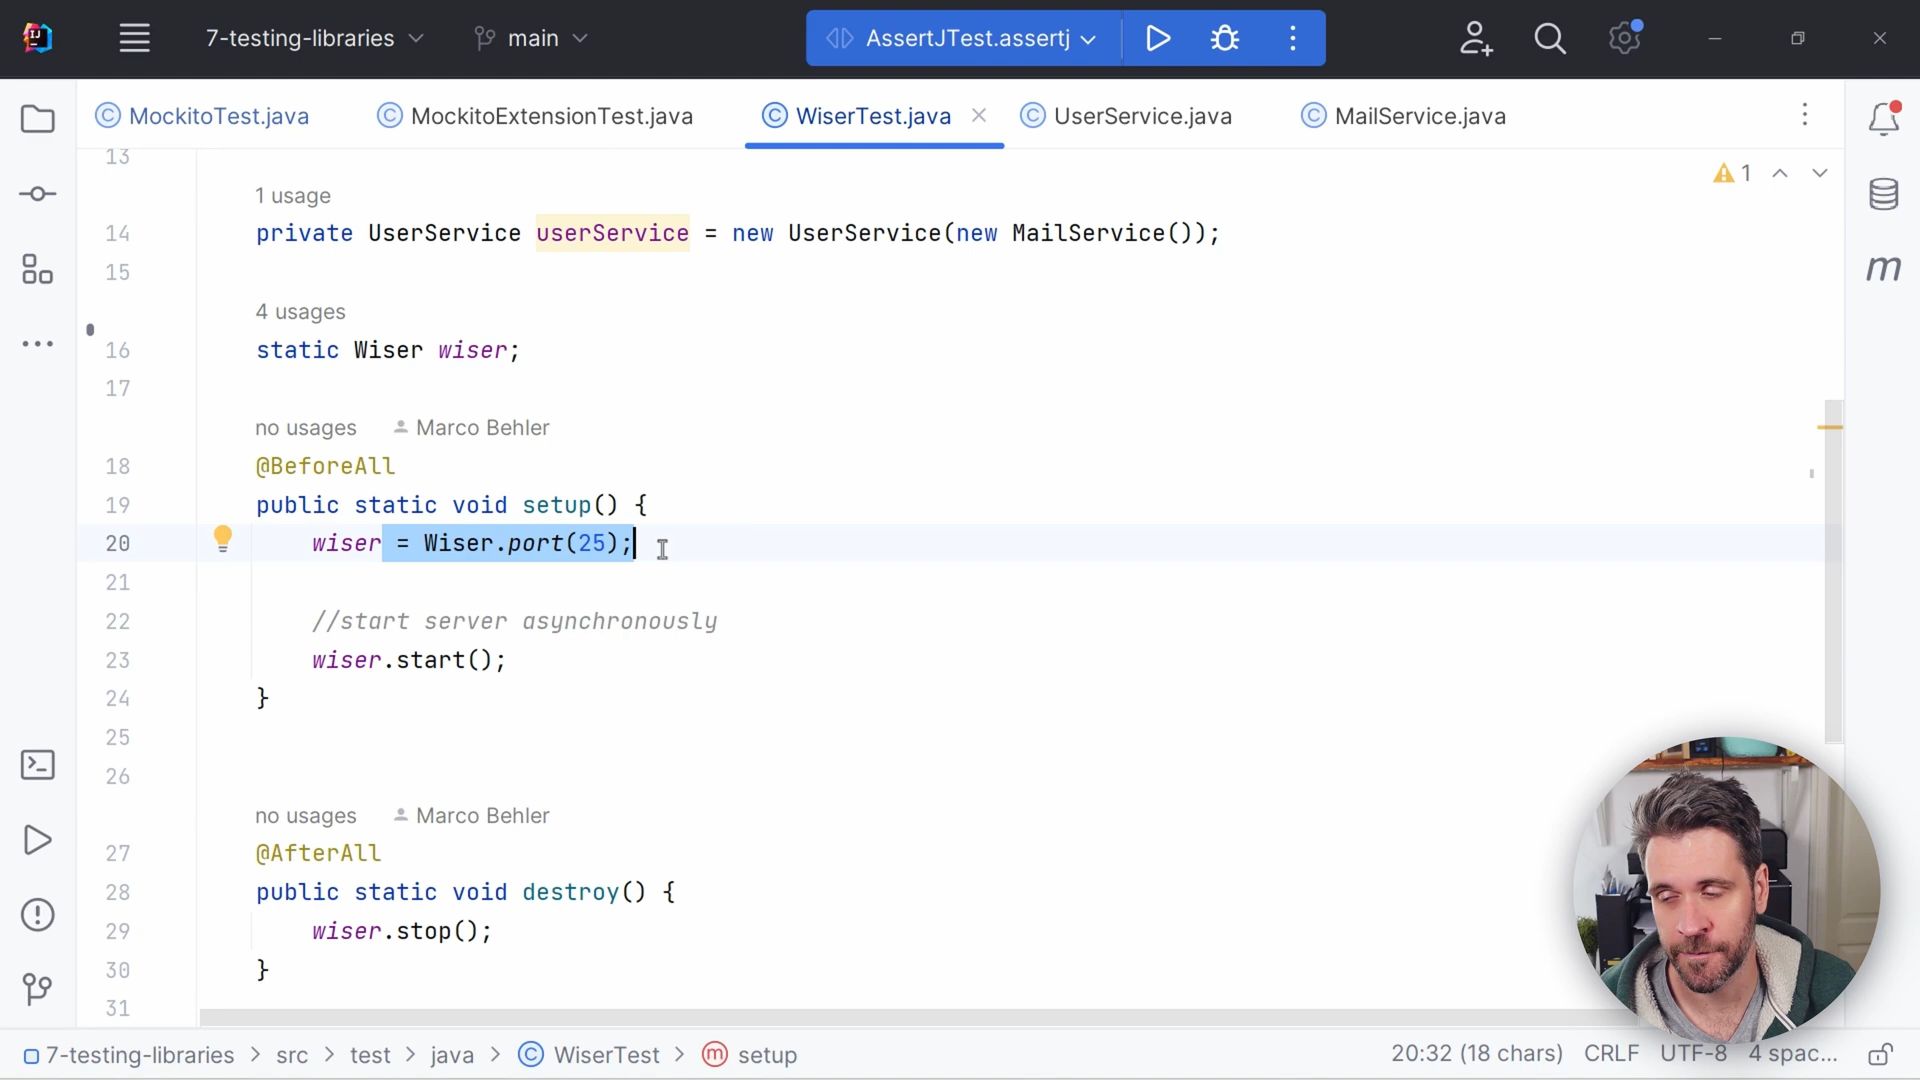 7-testing-libraries main AssertJTest.assertj
MockitoTest.java MockitoExtensionTest.java WiserTest.java UserService.java MailService.java
13
1
1 usage
14 private UserService userService = new UserService(new MailService());
15
4 usages
16 static Wiser wiser;
17
no usages Marco Behler
18 @BeforeAll
19 public static void setup() {
20 wiser = Wiser.port(25);
21
22 //start server asynchronously
23 wiser.start();
24 }
25
26
no usages Marco Behler
27 @AfterAll
28 public static void destroy() {
29 wiser.stop();
30 }
31
7-testing-libraries > src > test > java > WiserTest > setup 20:32 (18 chars) CRLF UTF-8 4 spac...